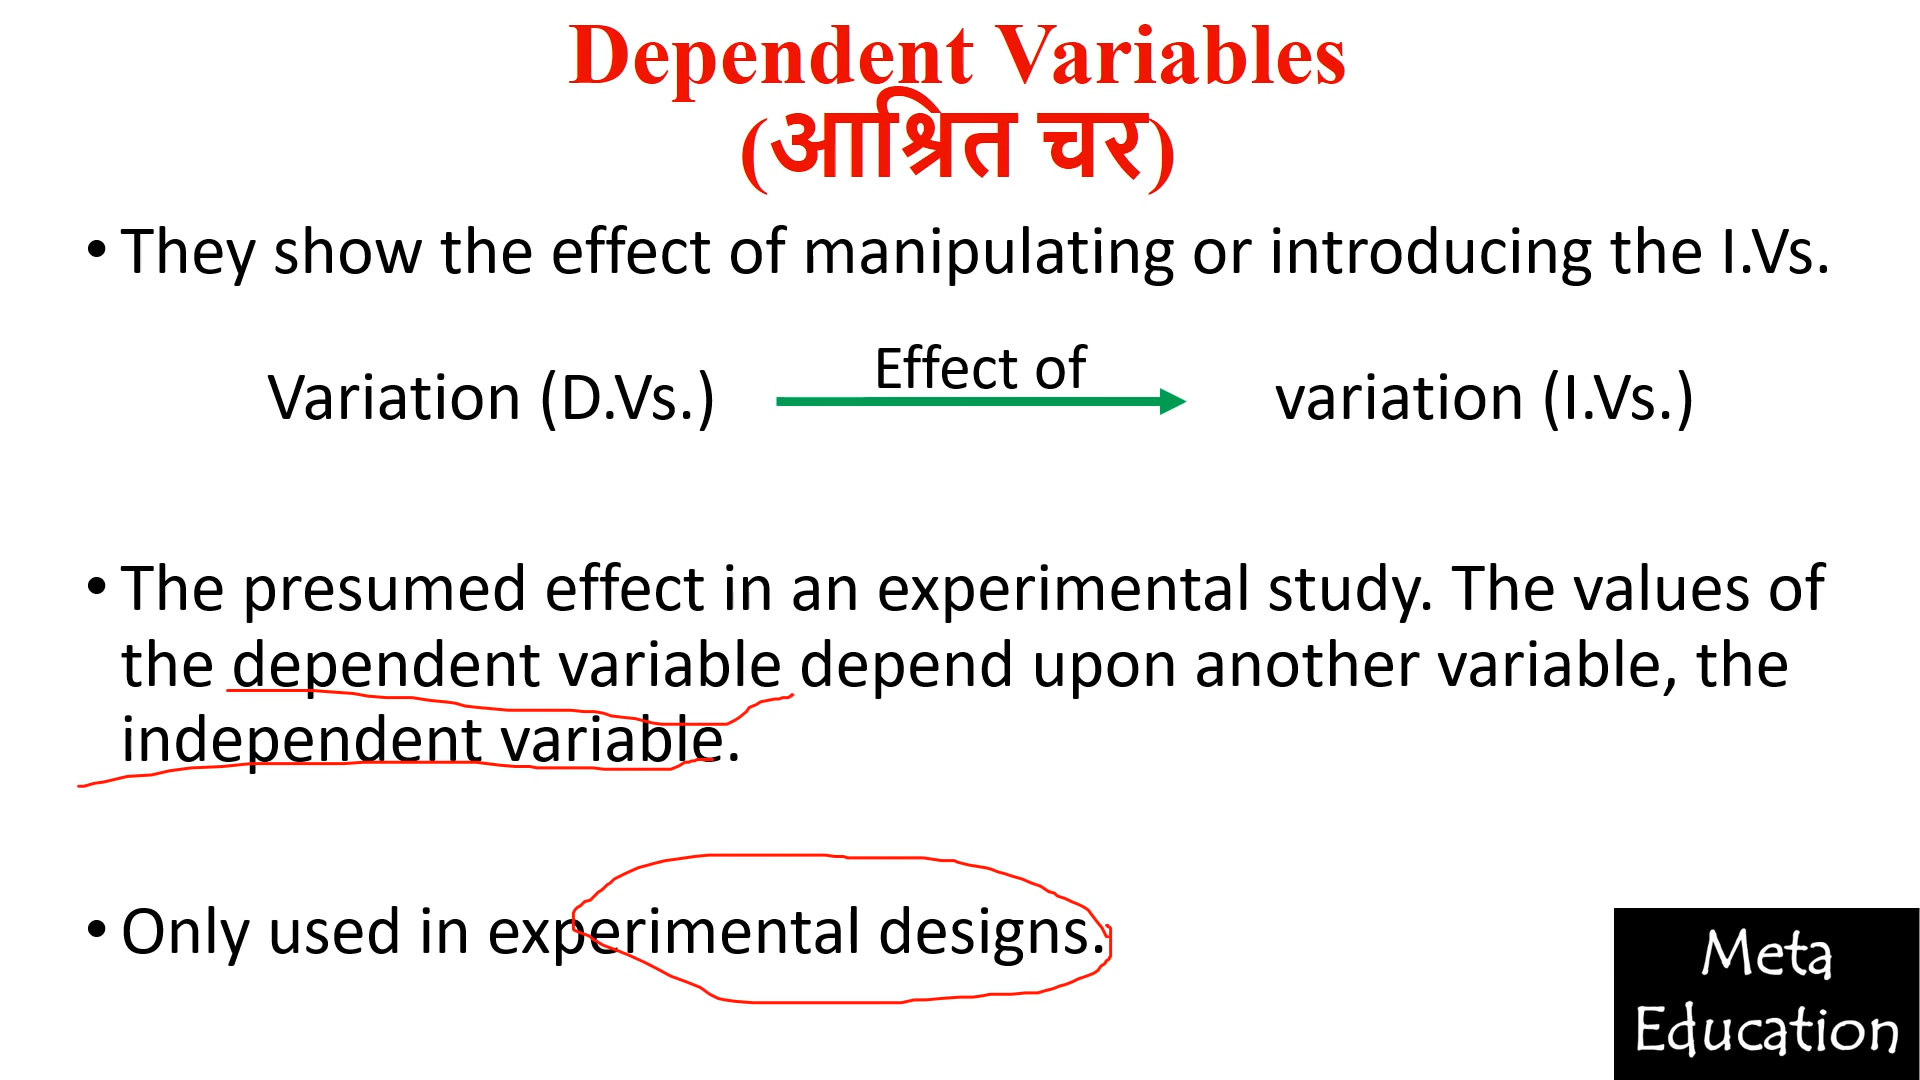 Dependent Variables
(आश्रित चर)
• They show the effect of manipulating or introducing the I.Vs.
Effect of
Variation (D.Vs.) variation (I.Vs.)
• The presumed effect in an experimental study. The values of
the dependent variable depend upon another variable, the
independent variable.
• Only used in experimental designs.
Meta
Education